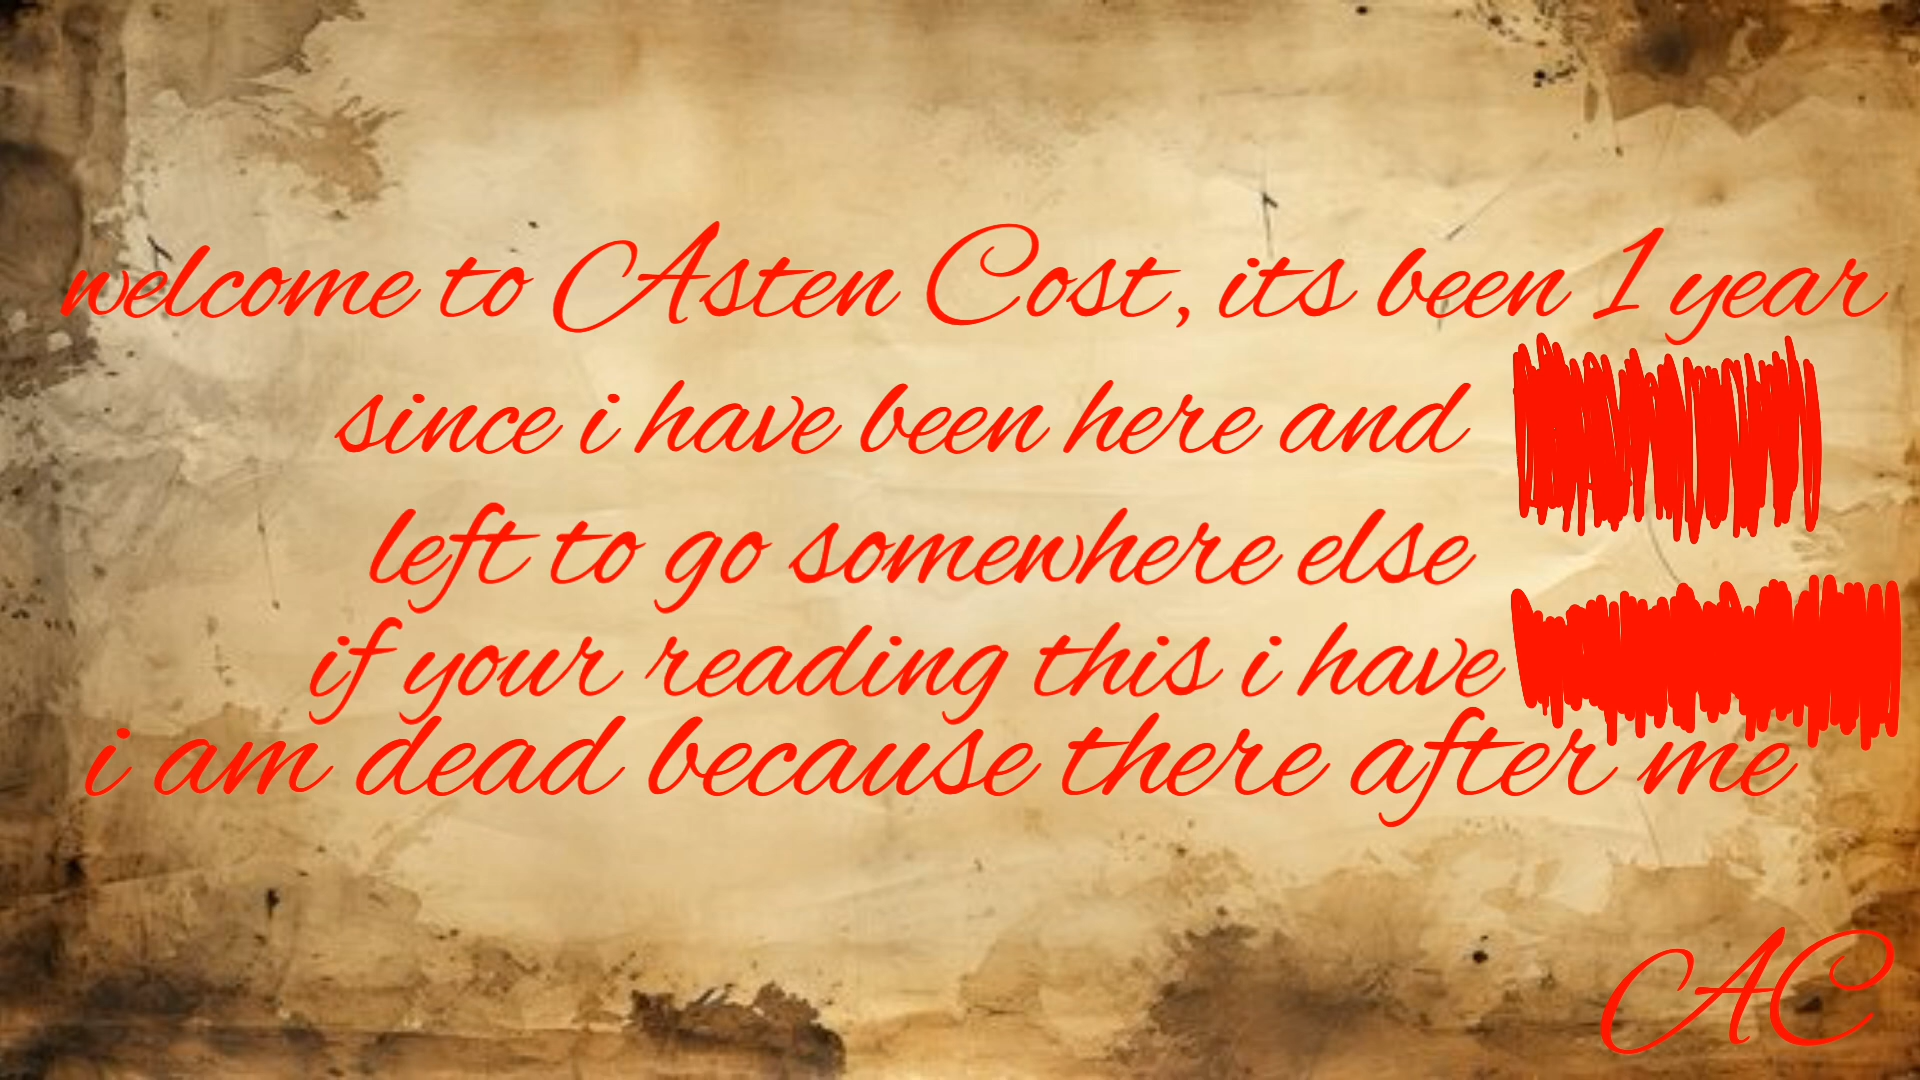 welcome to Asten Cost, its been 1 year
since i have been here and
left to go somewhere else
if your reading this i have
i am dead because there after me
AC